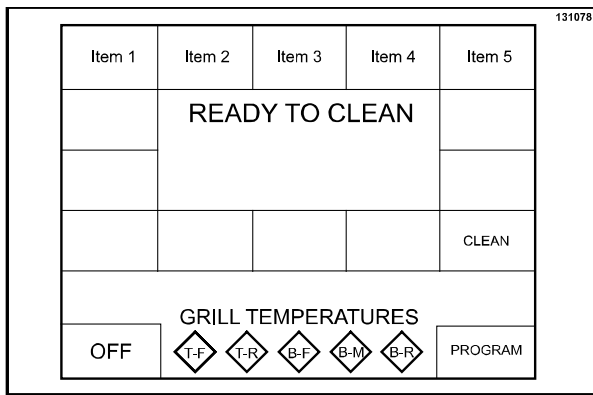 131078
Item 1 Item 2 Item 3 Item 4 Item 5
READY TO CLEAN
CLEAN
GRILL TEMPERATURES
OFF T-F T-R B-F B-M B-R PROGRAM